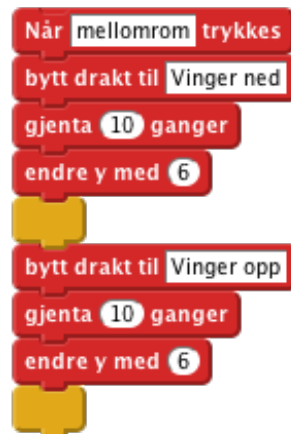 Når mellomrom trykkes
bytt drakt til Vinger ned
gjenta 10 ganger
endre y med 6
bytt drakt til Vinger opp
gjenta 10 ganger
endre y med 6